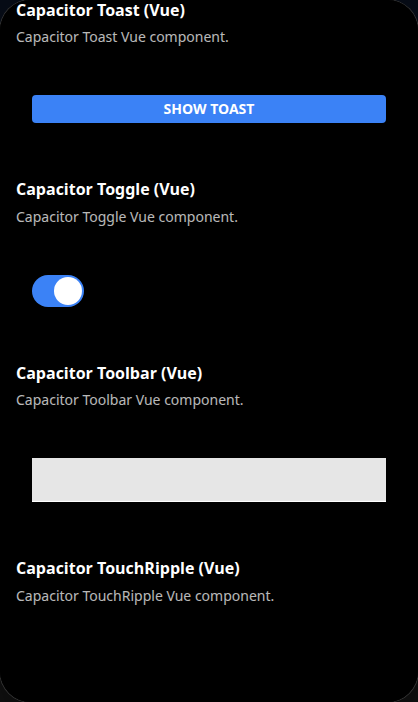 Capacitor Toast (Vue)
Capacitor Toast Vue component.
SHOW TOAST
Capacitor Toggle (Vue)
Capacitor Toggle Vue component.
Capacitor Toolbar (Vue)
Capacitor Toolbar Vue component.
Capacitor TouchRipple (Vue)
Capacitor TouchRipple Vue component.